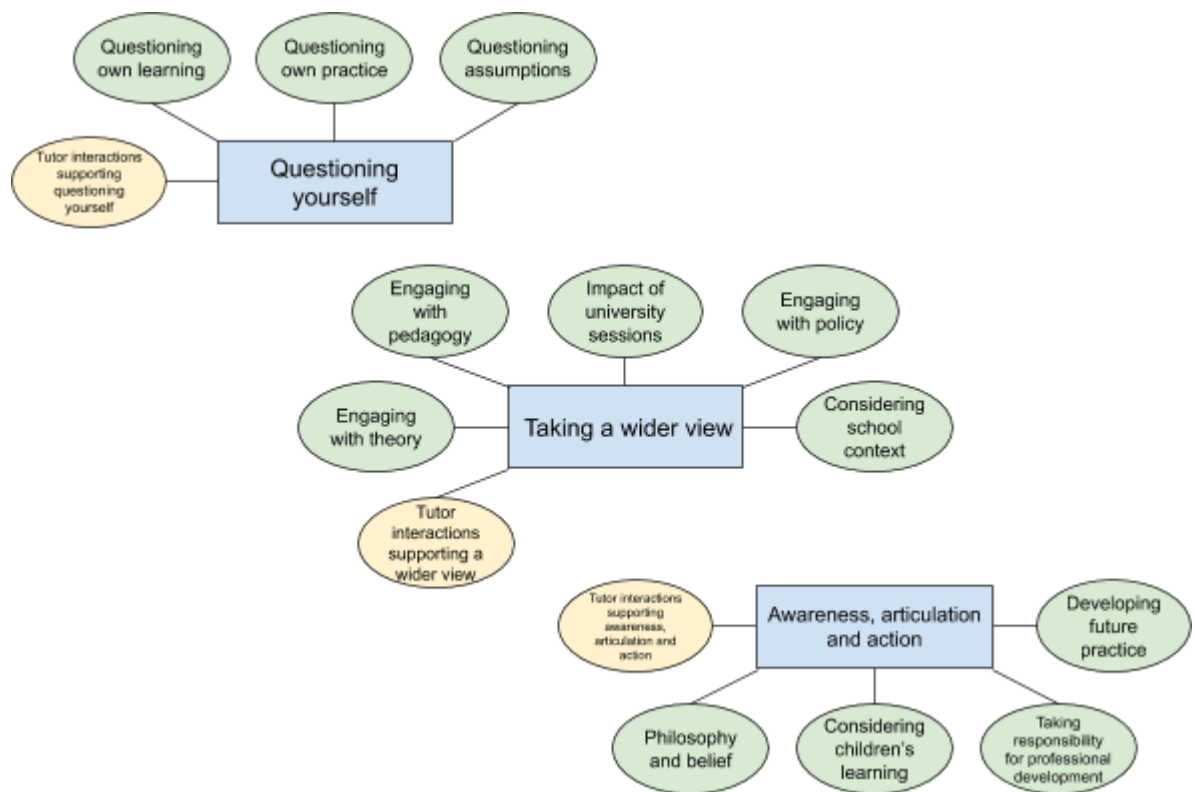 Questioning
own learning
Questioning
own practice
Questioning
assumptions
Tutor interactions
supporting
questioning
yourself
Questioning
yourself
Engaging
with
pedagogy
Impact of
university
sessions
Engaging
with policy
Engaging
with theory
Taking a wider view
Considering
school
context
Tutor
interactions
supporting a
wider view
Tutor interactions
supporting
awareness,
articulation and
action
Awareness, articulation
and action
Developing
future
practice
Philosophy
and belief
Considering
children's
learning
Taking
responsibility
for professional
development